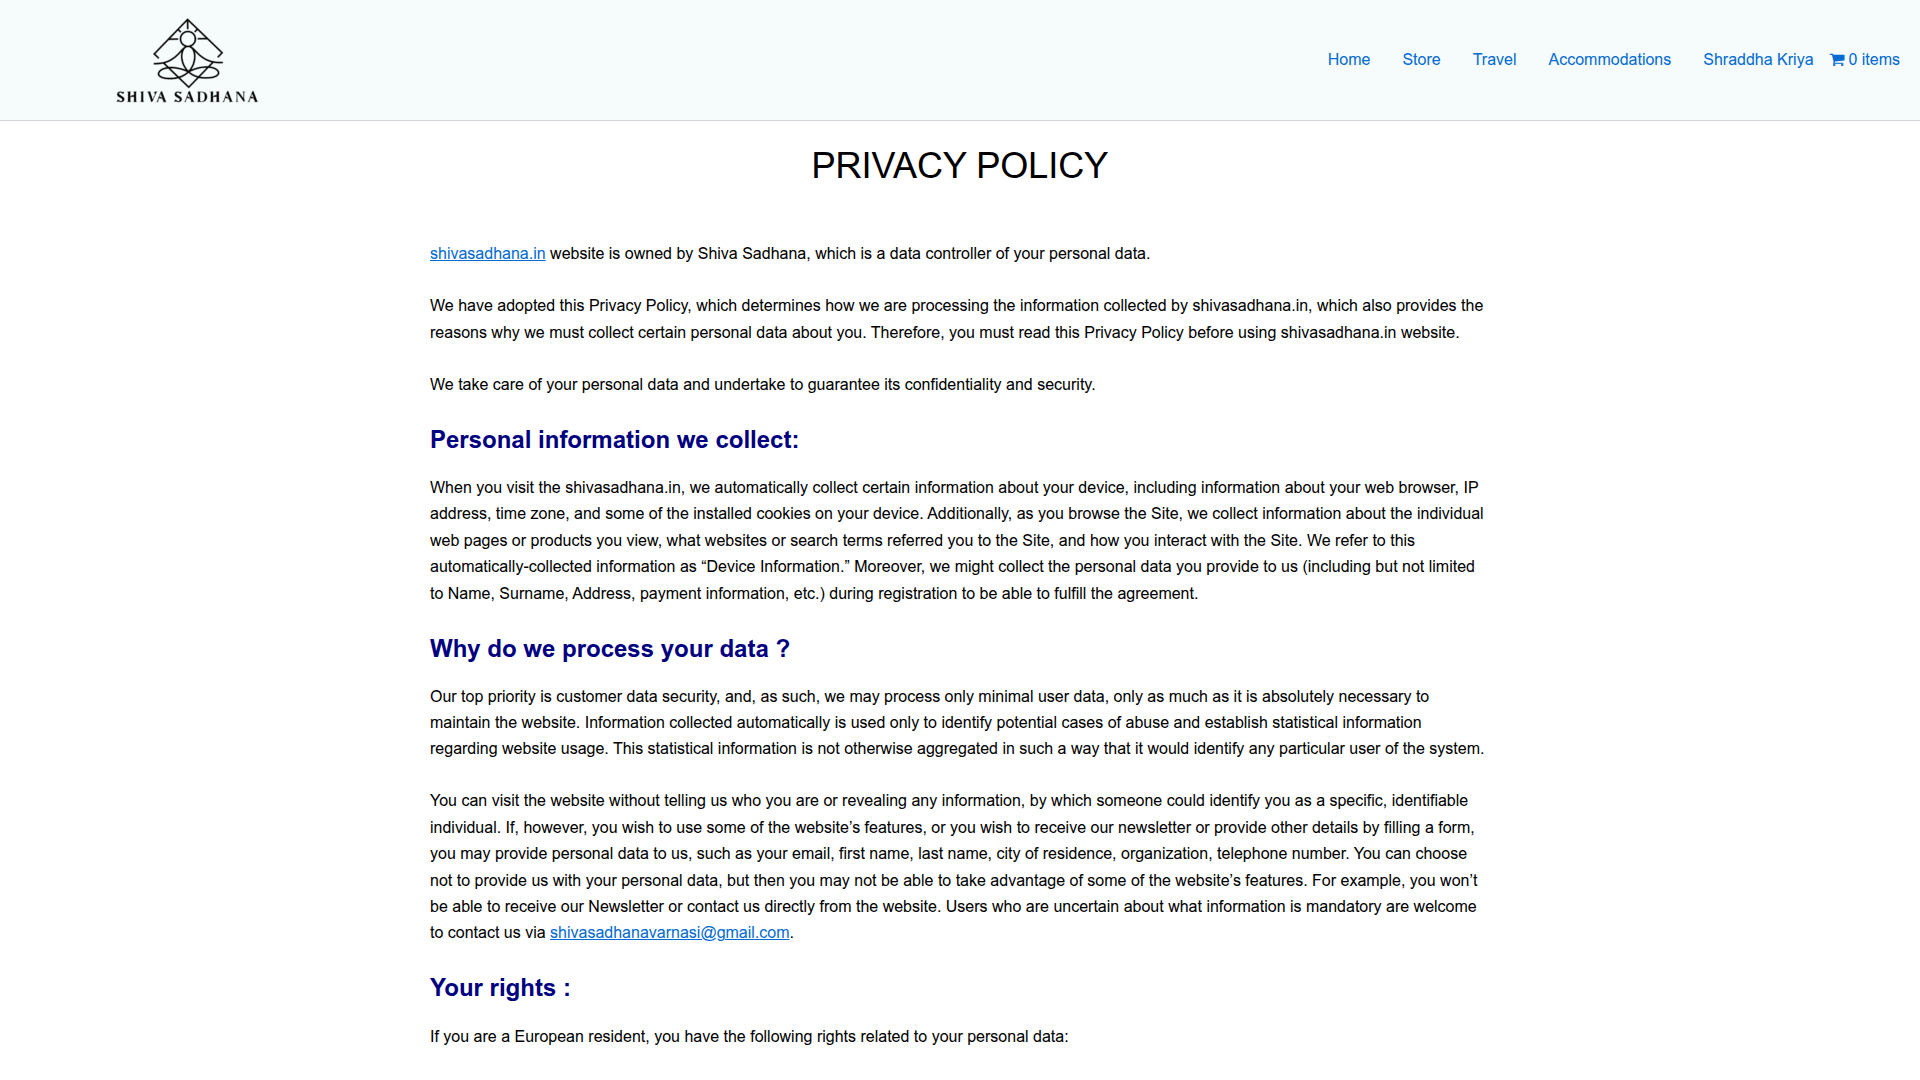 SHIVA SADHANA
Home Store Travel Accommodations Shraddha Kriya 0 items
PRIVACY POLICY
shivasadhana.in website is owned by Shiva Sadhana, which is a data controller of your personal data.
We have adopted this Privacy Policy, which determines how we are processing the information collected by shivasadhana.in, which also provides the
reasons why we must collect certain personal data about you. Therefore, you must read this Privacy Policy before using shivasadhana.in website.
We take care of your personal data and undertake to guarantee its confidentiality and security.
Personal information we collect:
When you visit the shivasadhana.in, we automatically collect certain information about your device, including information about your web browser, IP
address, time zone, and some of the installed cookies on your device. Additionally, as you browse the Site, we collect information about the individual
web pages or products you view, what websites or search terms referred you to the Site, and how you interact with the Site. We refer to this
automatically-collected information as “Device Information.” Moreover, we might collect the personal data you provide to us (including but not limited
to Name, Surname, Address, payment information, etc.) during registration to be able to fulfill the agreement.
Why do we process your data ?
Our top priority is customer data security, and, as such, we may process only minimal user data, only as much as it is absolutely necessary to
maintain the website. Information collected automatically is used only to identify potential cases of abuse and establish statistical information
regarding website usage. This statistical information is not otherwise aggregated in such a way that it would identify any particular user of the system.
You can visit the website without telling us who you are or revealing any information, by which someone could identify you as a specific, identifiable
individual. If, however, you wish to use some of the website’s features, or you wish to receive our newsletter or provide other details by filling a form,
you may provide personal data to us, such as your email, first name, last name, city of residence, organization, telephone number. You can choose
not to provide us with your personal data, but then you may not be able to take advantage of some of the website’s features. For example, you won’t
be able to receive our Newsletter or contact us directly from the website. Users who are uncertain about what information is mandatory are welcome
to contact us via shivasadhanavarnasi@gmail.com.
Your rights :
If you are a European resident, you have the following rights related to your personal data: